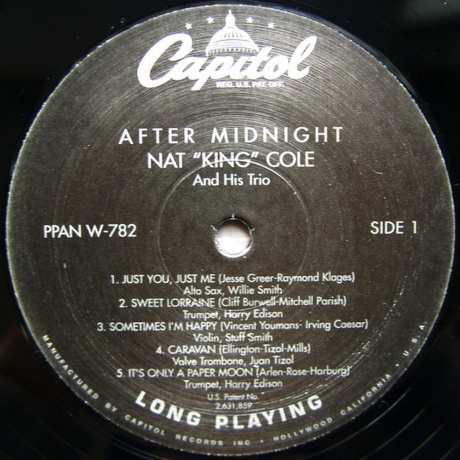 Capitol
REG. U.S. PAT. OFF.
AFTER MIDNIGHT
NAT "KING" COLE
And His Trio
PPAN W-782
SIDE 1
1. JUST YOU, JUST ME (Jesse Greer-Raymond Klages)
Alto Sax, Willie Smith
2. SWEET LORRAINE (Cliff Burwell-Mitchell Parish)
Trumpet, Harry Edison
3. SOMETIMES I'M HAPPY (Vincent Youmans- Irving Caesar)
Violin, Stuff Smith
4. CARAVAN (Ellington-Tizol-Mills)
Valve Trombone, Juan Tizol
5. IT'S ONLY A PAPER MOON (Arlen-Rose-Harburg)
Trumpet, Harry Edison
U.S. Patent No.
2,631,859
LONG PLAYING
MANUFACTURED BY CAPITOL RECORDS INC • HOLLYWOOD CALIFORNIA • U.S.A.